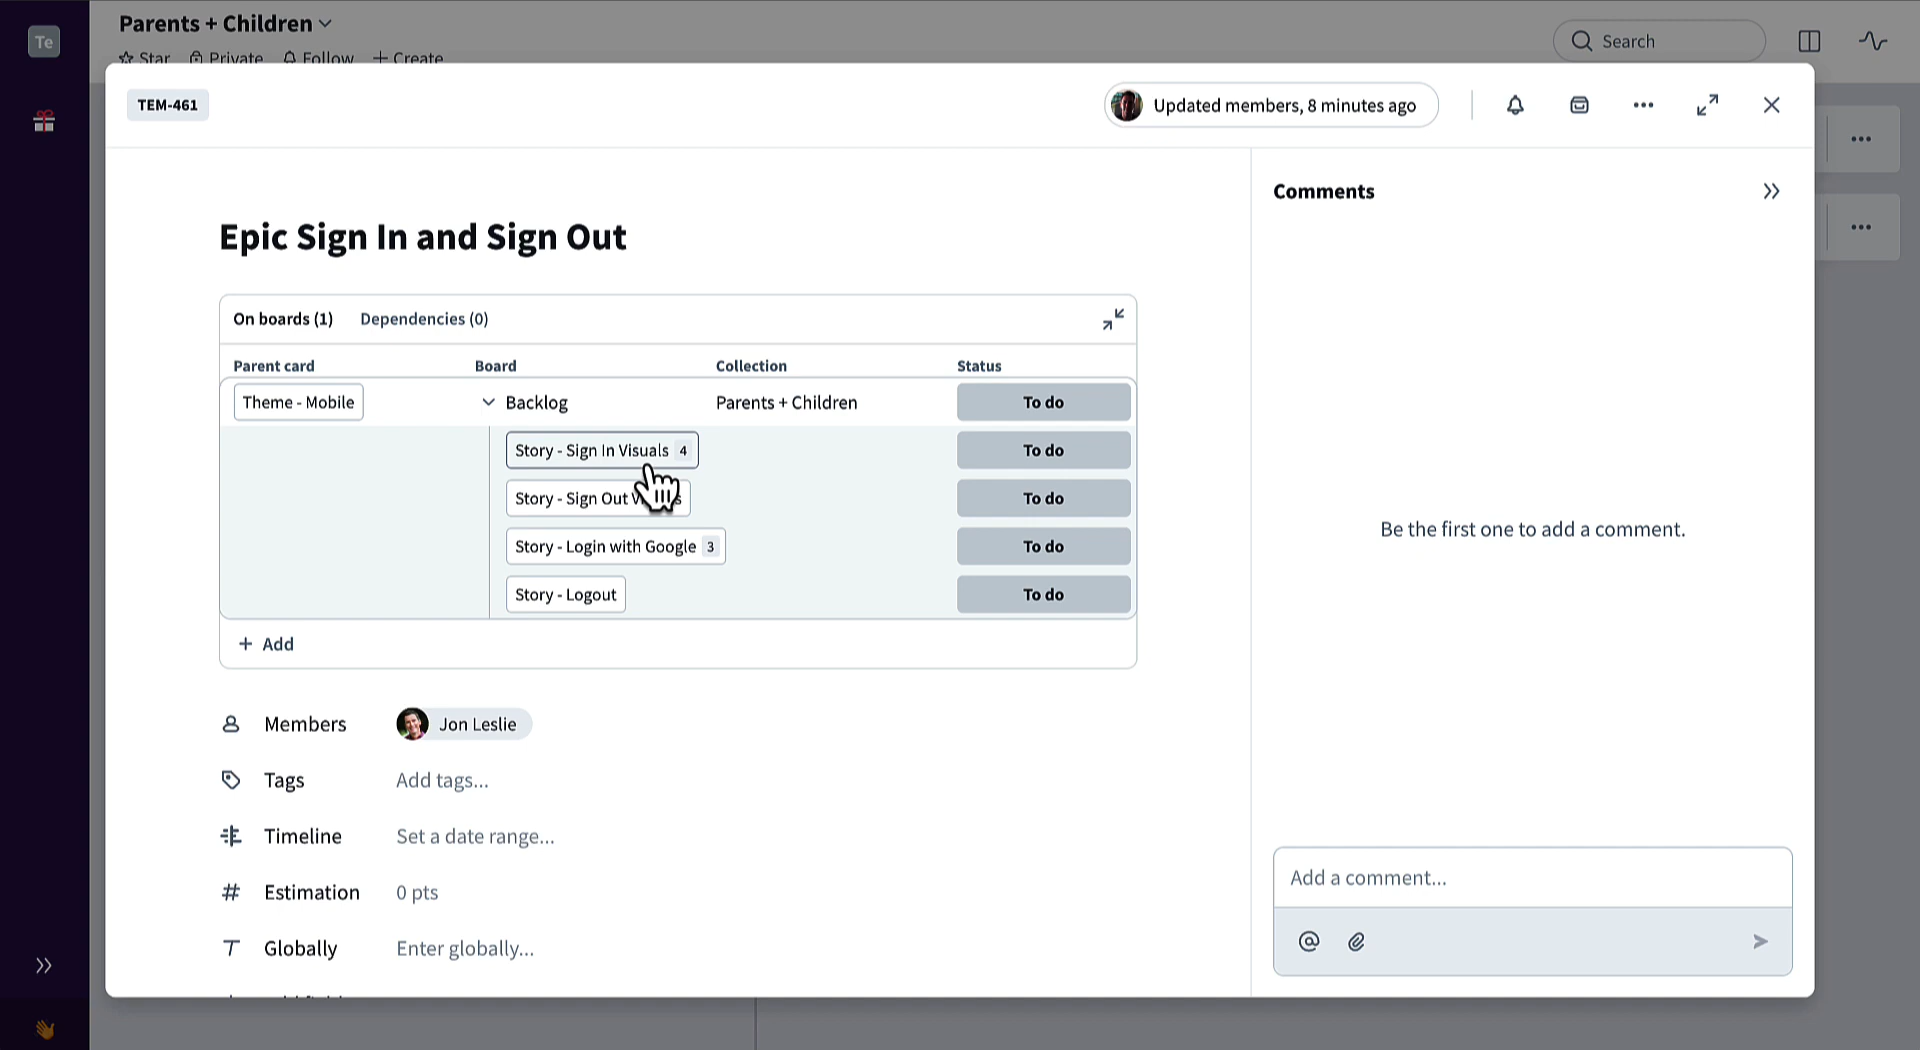 Te
Parents + Children
Star Private Follow + Create
Search
TEM-461
Updated members, 8 minutes ago
Epic Sign In and Sign Out
On boards (1) Dependencies (0)
Parent card Board Collection Status
Theme - Mobile Backlog Parents + Children To do
Story - Sign In Visuals 4 To do
Story - Sign Out To do
Story - Login with Google 3 To do
Story - Logout To do
+ Add
Members Jon Leslie
Tags Add tags...
Timeline Set a date range...
# Estimation 0 pts
Globally Enter globally...
Comments
Be the first one to add a comment.
Add a comment...
@